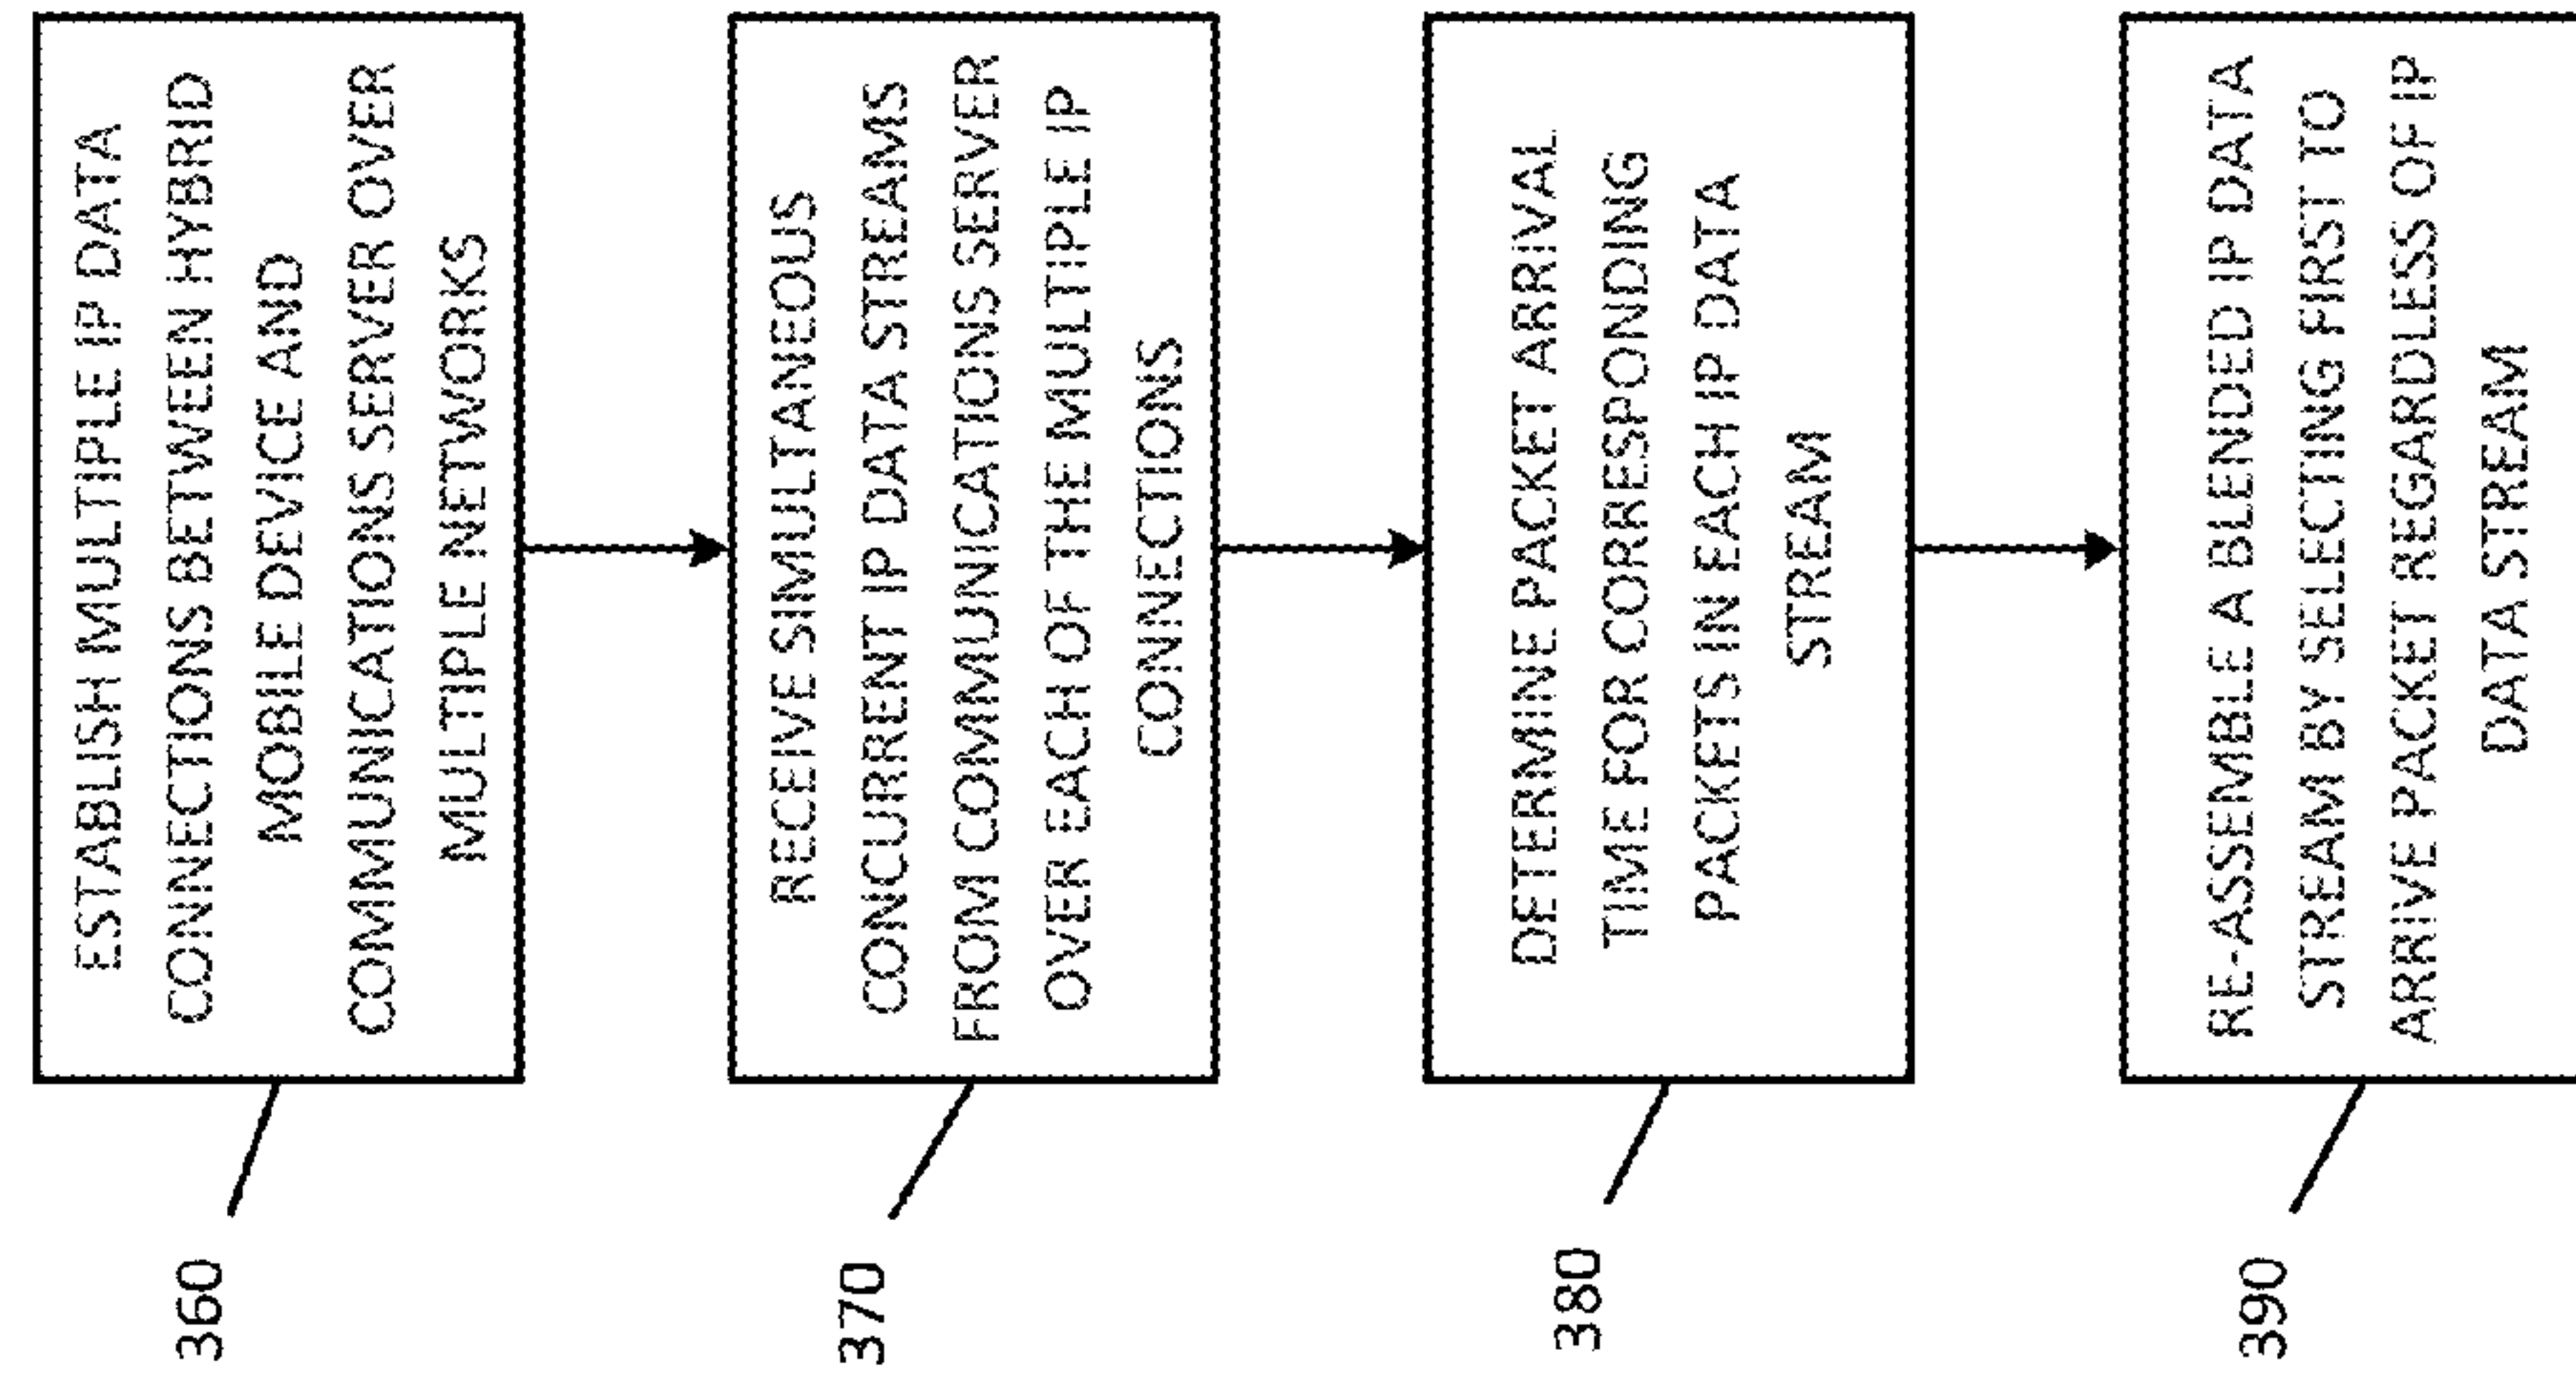 360
ESTABLISH MULTIPLE IP DATA
CONNECTIONS BETWEEN HYBRID
MOBILE DEVICE AND
COMMUNICATIONS SERVER OVER
MULTIPLE NETWORKS
370
RECEIVE SIMULTANEOUS
CONCURRENT IP DATA STREAMS
FROM COMMUNICATIONS SERVER
OVER EACH OF THE MULTIPLE IP
CONNECTIONS
380
DETERMINE PACKET ARRIVAL
TIME FOR CORRESPONDING
PACKETS IN EACH IP DATA
STREAM
390
RE-ASSEMBLE A BLENDED IP DATA
STREAM BY SELECTING FIRST TO
ARRIVE PACKET REGARDLESS OF IP
DATA STREAM